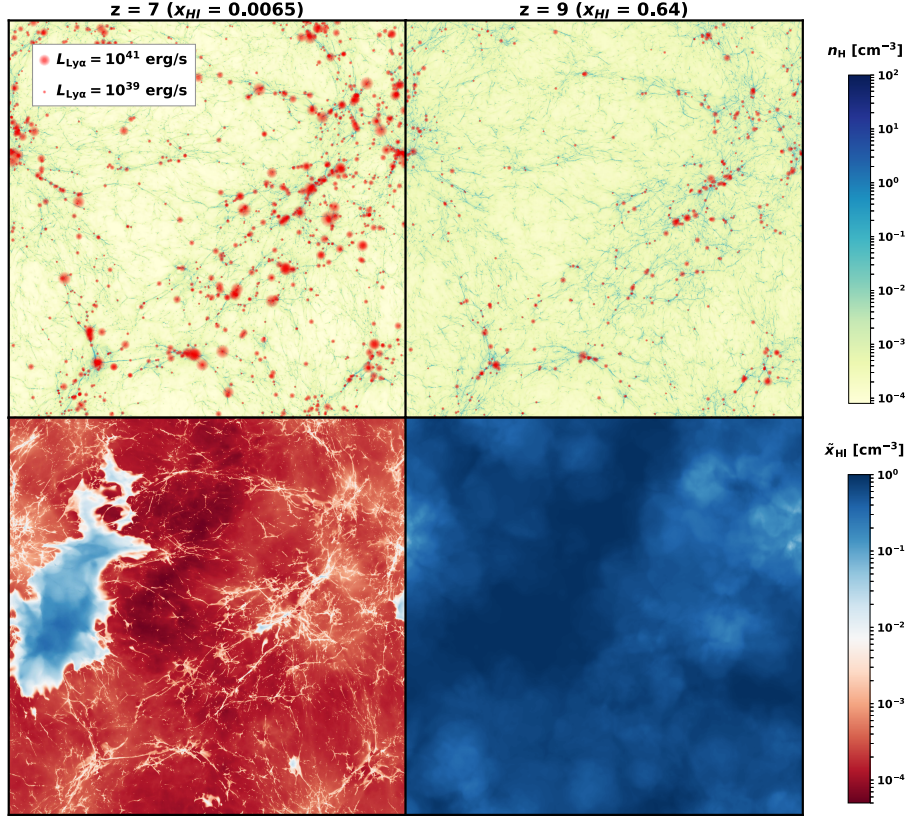 z = 7 (x_HI = 0.0065)
z = 9 (x_HI = 0.64)
L_Lyα = 10^41 erg/s
L_Lyα = 10^39 erg/s
n_H [cm^−3]
10^2
10^1
10^0
10^−1
10^−2
10^−3
10^−4
x̃_HI [cm^−3]
10^0
10^−1
10^−2
10^−3
10^−4